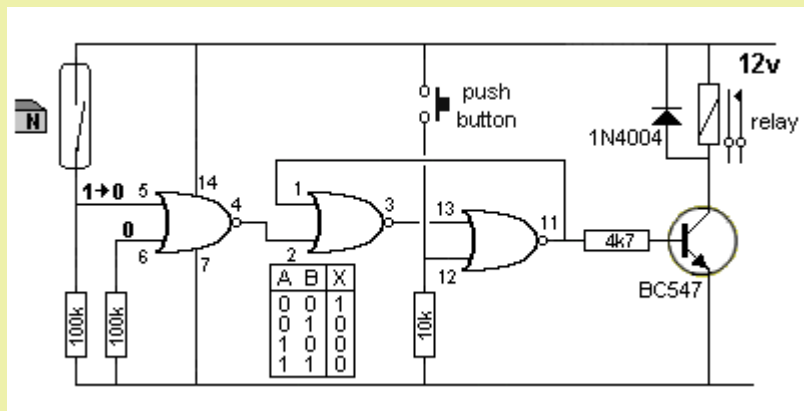 12v
N
push
button
1N4004
relay
1→0
5
14
4
0
6
7
1
3
2
13
11
12
4k7
BC547
A B X
0 0 1
0 1 0
1 0 0
1 1 0
100k
100k
10k